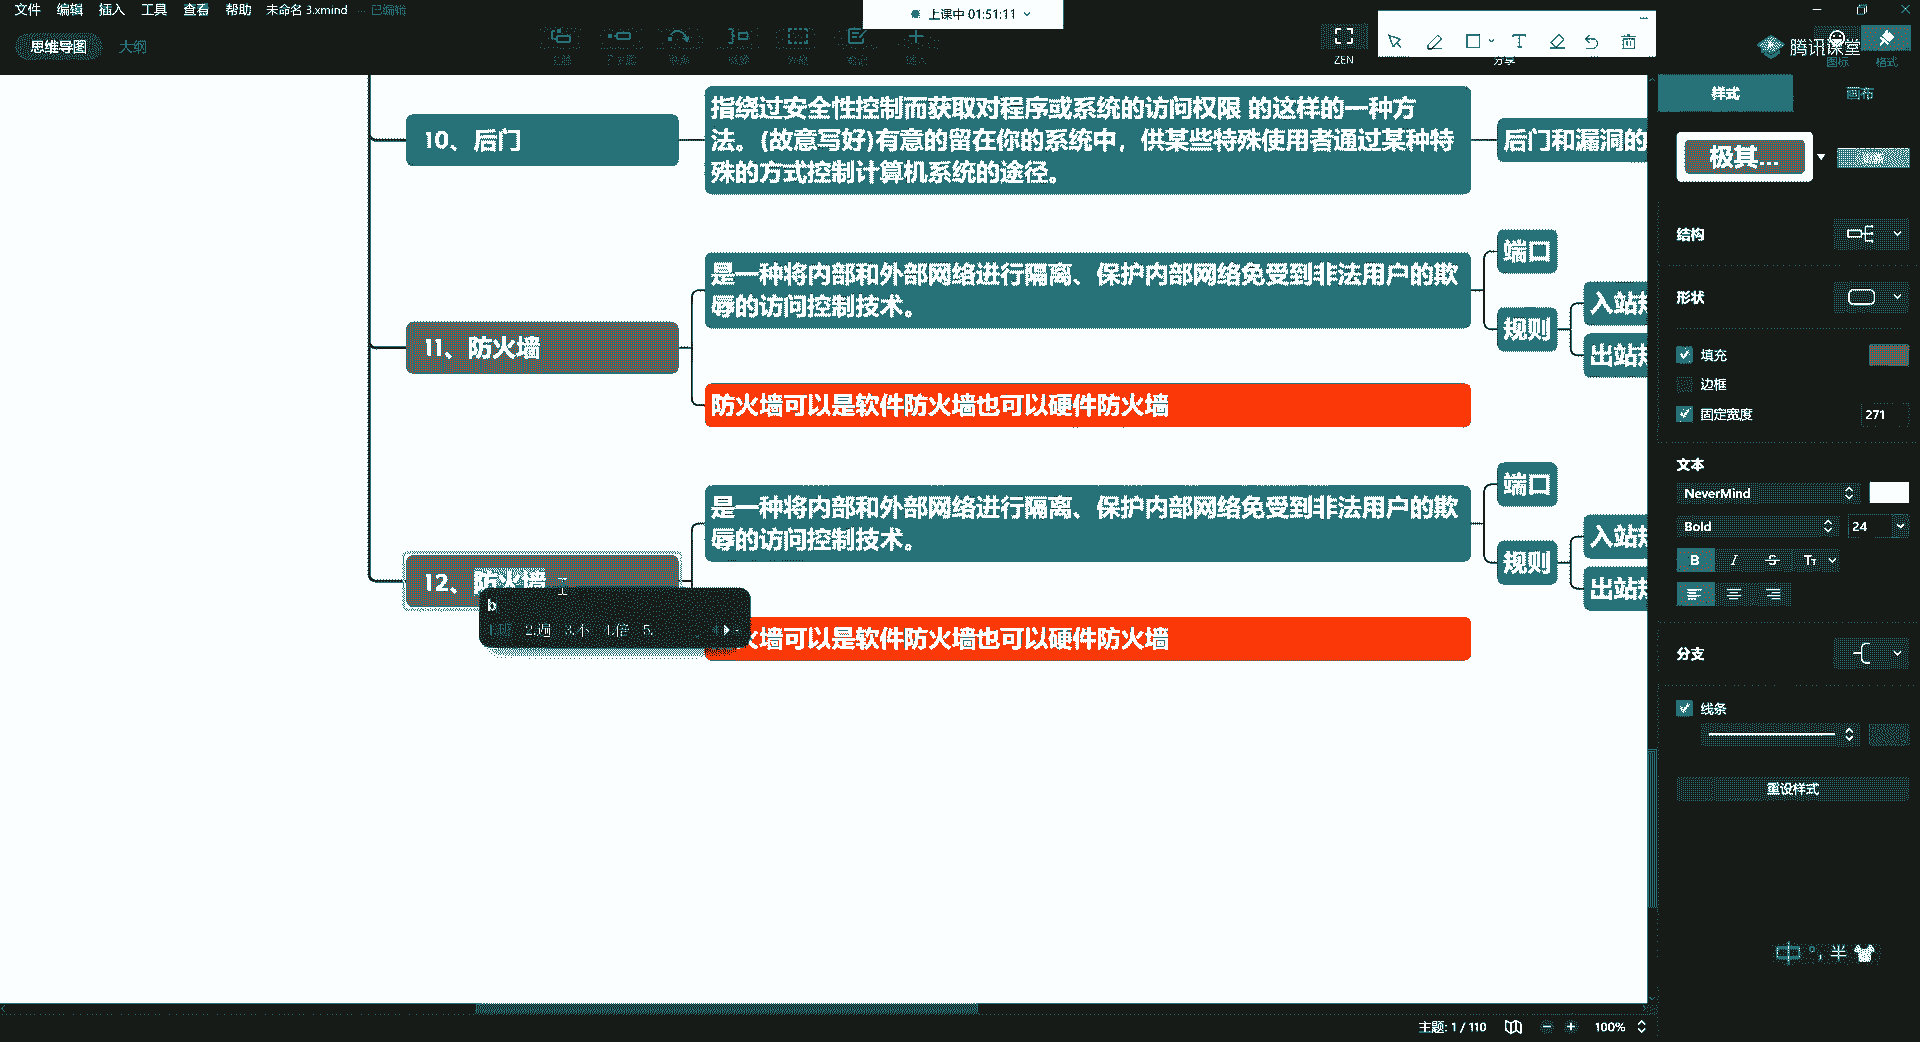 文件 编辑 插入 工具 查看 帮助 未命名 3.xmind 已编辑
上课中 01:51:11
思维导图 大纲
ZEN
分享
腾讯课堂
图标
格式
10、后门
指绕过安全性控制而获取对程序或系统的访问权限 的这样的一种方
法。(故意写好)有意的留在你的系统中，供某些特殊使用者通过某种特
殊的方式控制计算机系统的途径。
后门和漏洞的
11、防火墙
是一种将内部和外部网络进行隔离、保护内部网络免受到非法用户的欺
辱的访问控制技术。
端口
规则
入站规
出站规
防火墙可以是软件防火墙也可以硬件防火墙
12、防火墙
是一种将内部和外部网络进行隔离、保护内部网络免受到非法用户的欺
辱的访问控制技术。
端口
规则
入站规
出站规
火墙可以是软件防火墙也可以硬件防火墙
b
2.遍 3.不 4.倍 5.
样式 画布
极其...
结构
形状
填充
边框
固定宽度 271
文本
NeverMind
Bold 24
B I S Tт
分支
线条
重设样式
中 °, 半
主题: 1 / 110 100%